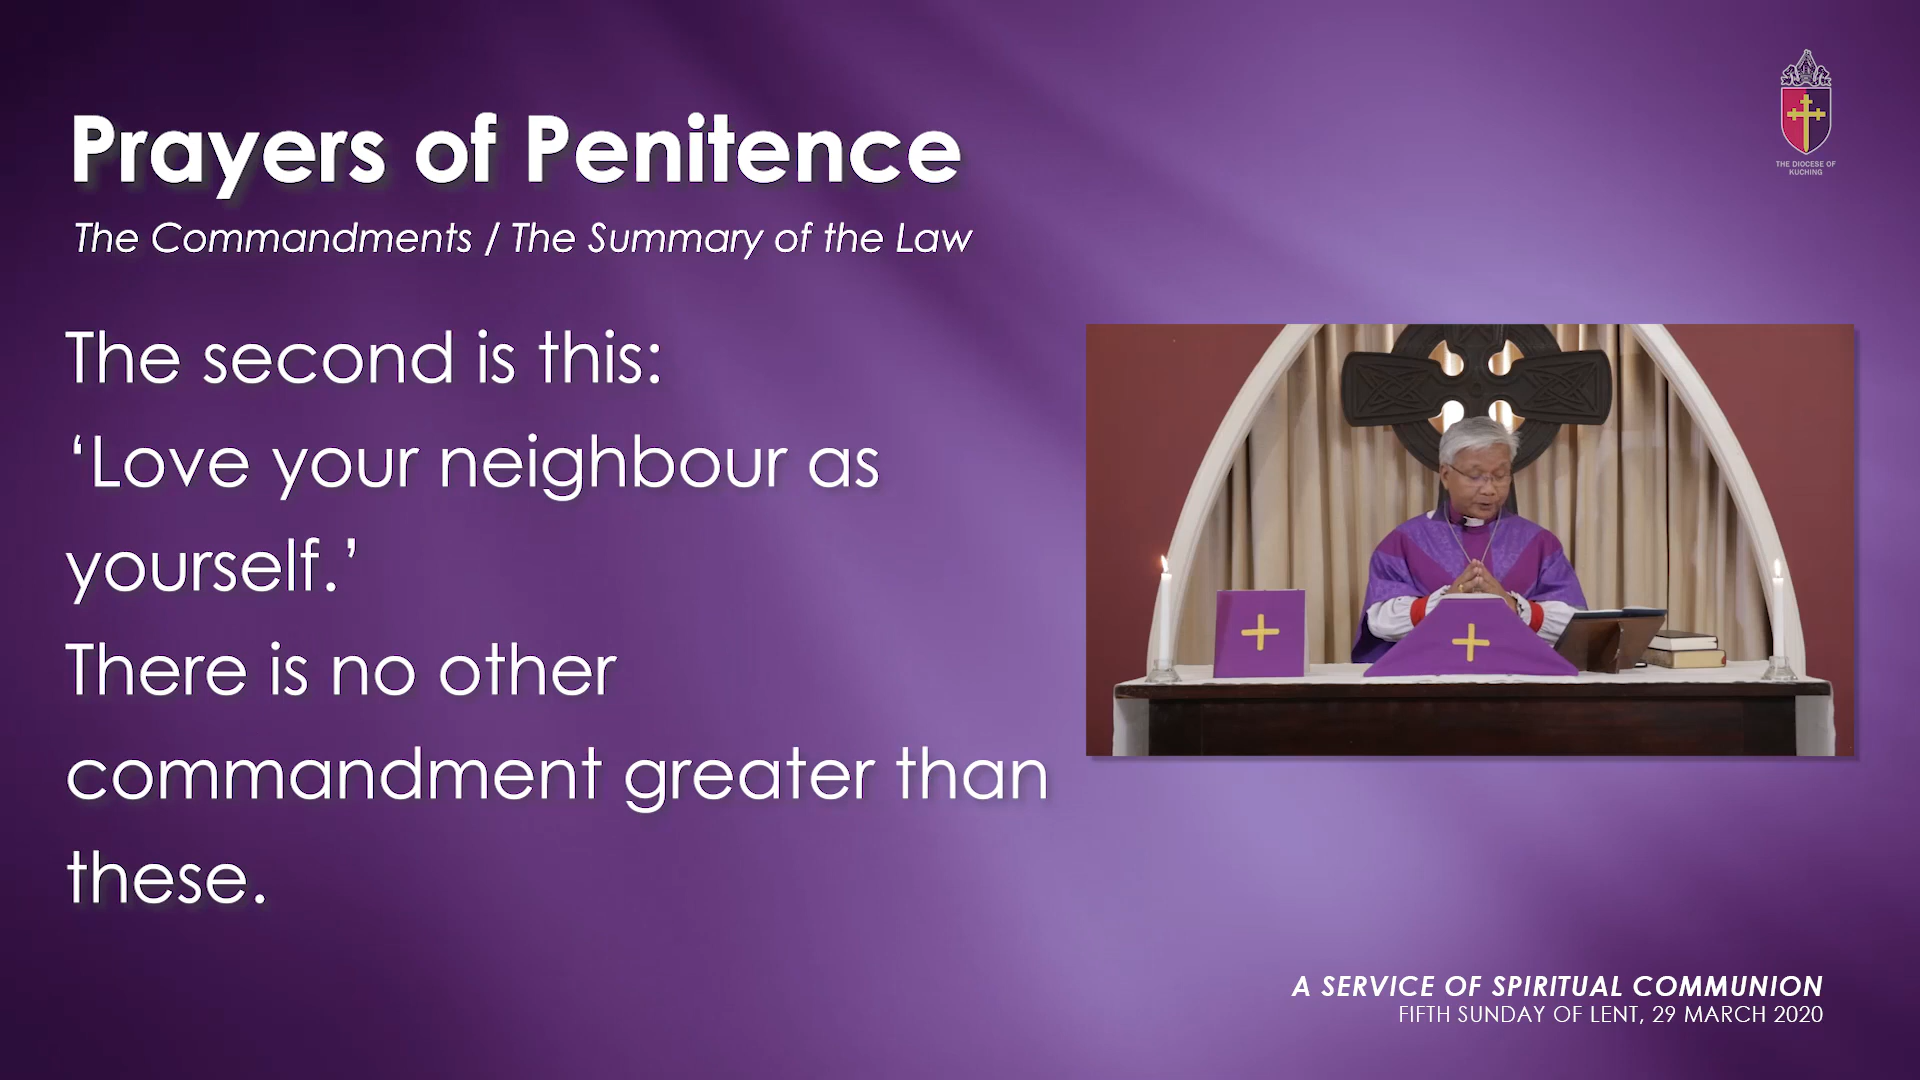 Prayers of Penitence
The Commandments / The Summary of the Law
The second is this:
‘Love your neighbour as
yourself.’
There is no other
commandment greater than
these.
THE DIOCESE OF
KUCHING
A SERVICE OF SPIRITUAL COMMUNION
FIFTH SUNDAY OF LENT, 29 MARCH 2020